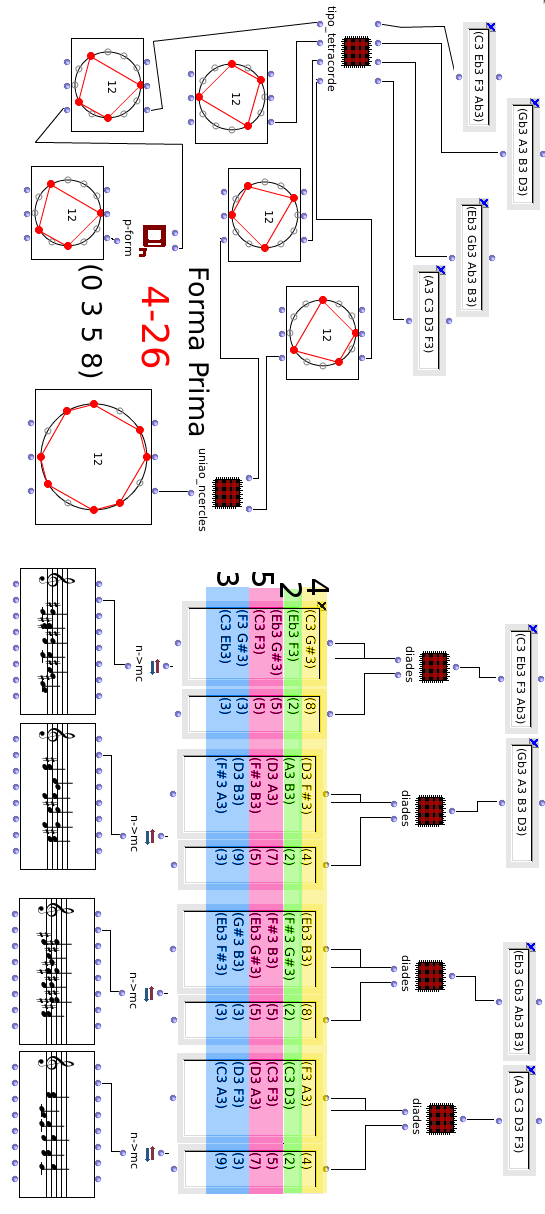 (Gb3 A3 B3 D3)
(C3 Eb3 F3 Ab3)
(Eb3 Gb3 Ab3 B3)
(A3 C3 D3 F3)
tipo_tetracorde
12
12
12
12
12
p-form
Forma Prima
4-26
(0 3 5 8)
uniao_ncercles
12
(C3 Eb3 F3 Ab3)
(Gb3 A3 B3 D3)
(Eb3 Gb3 Ab3 B3)
(A3 C3 D3 F3)
diades
diades
diades
diades
4 (C3 G#3) (8) (D3 F#3) (4) (Eb3 B3) (8) (F3 A3) (4)
2 (Eb3 F3) (2) (A3 B3) (2) (F#3 G#3) (2) (C3 D3) (2)
(Eb3 G#3) (5) (D3 A3) (7) (F#3 B3) (5) (C3 F3) (5)
5 (C3 F3) (5) (F#3 B3) (5) (Eb3 G#3) (5) (D3 A3) (7)
(F3 G#3) (3) (D3 B3) (9) (G#3 B3) (3) (D3 F3) (3)
3 (C3 Eb3) (3) (F#3 A3) (3) (Eb3 F#3) (3) (C3 A3) (9)
n->mc
n->mc
n->mc
n->mc